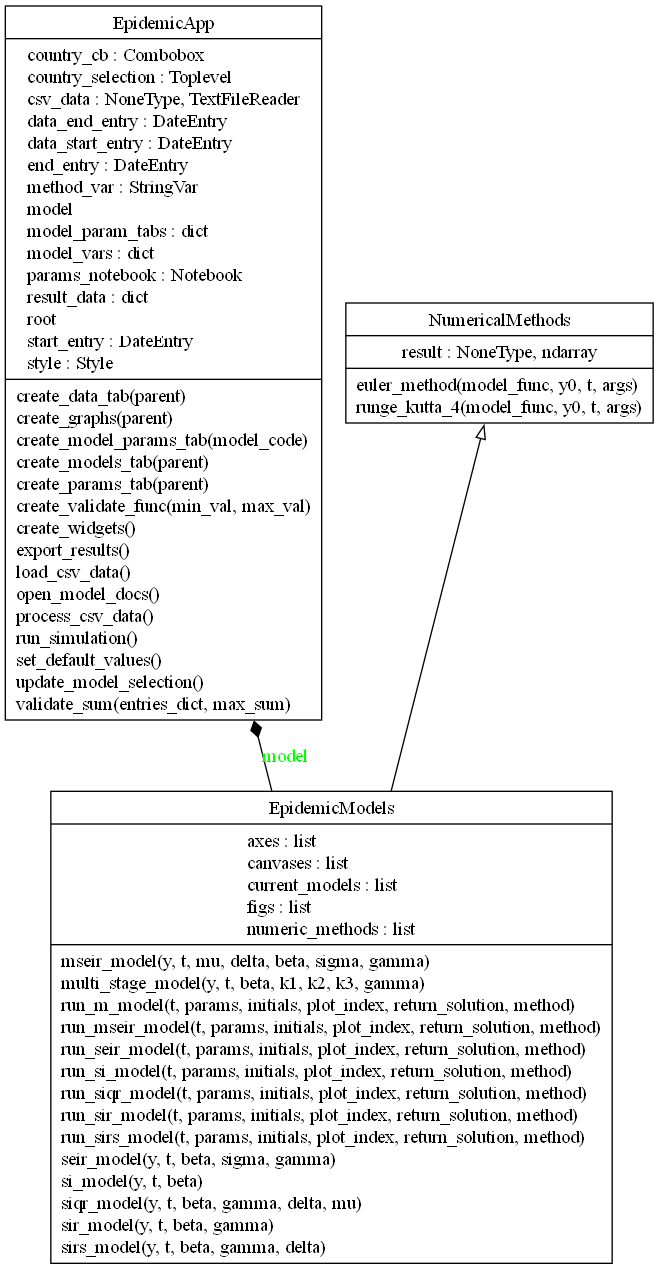 EpidemicApp
country_cb : Combobox
country_selection : Toplevel
csv_data : NoneType, TextFileReader
data_end_entry : DateEntry
data_start_entry : DateEntry
end_entry : DateEntry
method_var : StringVar
model
model_param_tabs : dict
model_vars : dict
params_notebook : Notebook
result_data : dict
root
start_entry : DateEntry
style : Style
create_data_tab(parent)
create_graphs(parent)
create_model_params_tab(model_code)
create_models_tab(parent)
create_params_tab(parent)
create_validate_func(min_val, max_val)
create_widgets()
export_results()
load_csv_data()
open_model_docs()
process_csv_data()
run_simulation()
set_default_values()
update_model_selection()
validate_sum(entries_dict, max_sum)
NumericalMethods
result : NoneType, ndarray
euler_method(model_func, y0, t, args)
runge_kutta_4(model_func, y0, t, args)
model
EpidemicModels
axes : list
canvases : list
current_models : list
figs : list
numeric_methods : list
mseir_model(y, t, mu, delta, beta, sigma, gamma)
multi_stage_model(y, t, beta, k1, k2, k3, gamma)
run_m_model(t, params, initials, plot_index, return_solution, method)
run_mseir_model(t, params, initials, plot_index, return_solution, method)
run_seir_model(t, params, initials, plot_index, return_solution, method)
run_si_model(t, params, initials, plot_index, return_solution, method)
run_siqr_model(t, params, initials, plot_index, return_solution, method)
run_sir_model(t, params, initials, plot_index, return_solution, method)
run_sirs_model(t, params, initials, plot_index, return_solution, method)
seir_model(y, t, beta, sigma, gamma)
si_model(y, t, beta)
siqr_model(y, t, beta, gamma, delta, mu)
sir_model(y, t, beta, gamma)
sirs_model(y, t, beta, gamma, delta)